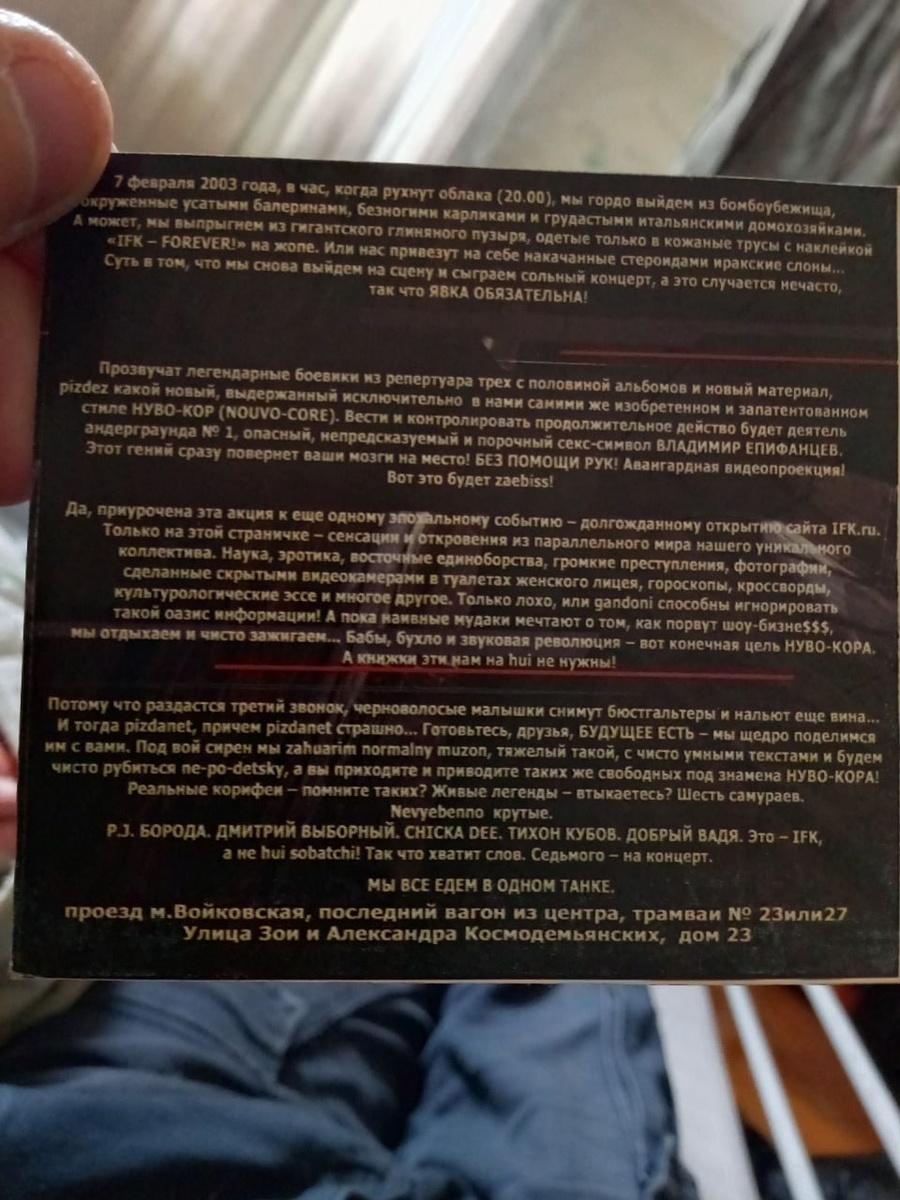 7 февраля 2003 года, в час, когда рухнут облака (20.00), мы гордо выйдем из бомбоубежища,
окруженные усатыми балеринами, безногими карликами и грудастыми итальянскими домохозяйками.
А может, мы выпрыгнем из гигантского глиняного пузыря, одетые только в кожаные трусы с наклейкой
«IFK – FOREVER!» на жопе. Или нас привезут на себе накачанные стероидами иракские слоны...
Суть в том, что мы снова выйдем на сцену и сыграем сольный концерт, а это случается нечасто,
так что ЯВКА ОБЯЗАТЕЛЬНА!
Прозвучат легендарные боевики из репертуара трех с половиной альбомов и новый материал,
pizdez какой новый, выдержанный исключительно в нами самими же изобретенном и запатентованном
стиле НУВО-КОР (NOUVO-CORE). Вести и контролировать продолжительное действо будет деятель
андерграунда № 1, опасный, непредсказуемый и порочный секс-символ ВЛАДИМИР ЕПИФАНЦЕВ.
Этот гений сразу повернет ваши мозги на место! БЕЗ ПОМОЩИ РУК! Авангардная видеопроекция!
Вот это будет zaebiss!
Да, приурочена эта акция к еще одному эпохальному событию – долгожданному открытию сайта IFK.ru.
Только на этой страничке – сенсации и откровения из параллельного мира нашего уникального
коллектива. Наука, эротика, восточные единоборства, громкие преступления, фотографии,
сделанные скрытыми видеокамерами в туалетах женского лицея, гороскопы, кроссворды,
культурологические эссе и многое другое. Только лохо, или gandoni способны игнорировать
такой оазис информации! А пока наивные мудаки мечтают о том, как порвут шоу-бизне$$$,
мы отдыхаем и чисто зажигаем... Бабы, бухло и звуковая революция – вот конечная цель НУВО-КОРА.
А книжки эти нам на hui не нужны!
Потому что раздастся третий звонок, черноволосые малышки снимут бюстгальтеры и нальют еще вина...
И тогда pizdanet, причем pizdanet страшно... Готовьтесь, друзья, БУДУЩЕЕ ЕСТЬ – мы щедро поделимся
им с вами. Под вой сирен мы zahuarim normalny muzon, тяжелый такой, с чисто умными текстами и будем
чисто рубиться ne-po-detsky, а вы приходите и приводите таких же свободных под знамена НУВО-КОРА!
Реальные корифеи – помните таких? Живые легенды – втыкаетесь? Шесть самураев.
Nevyebenno крутые.
P.J. БОРОДА. ДМИТРИЙ ВЫБОРНЫЙ. CHICKA DEE. ТИХОН КУБОВ. ДОБРЫЙ ВАДЯ. Это – IFK,
а не hui sobatchi! Так что хватит слов. Седьмого – на концерт.
МЫ ВСЕ ЕДЕМ В ОДНОМ ТАНКЕ.
проезд м.Войковская, последний вагон из центра, трамваи № 23или27
Улица Зои и Александра Космодемьянских, дом 23